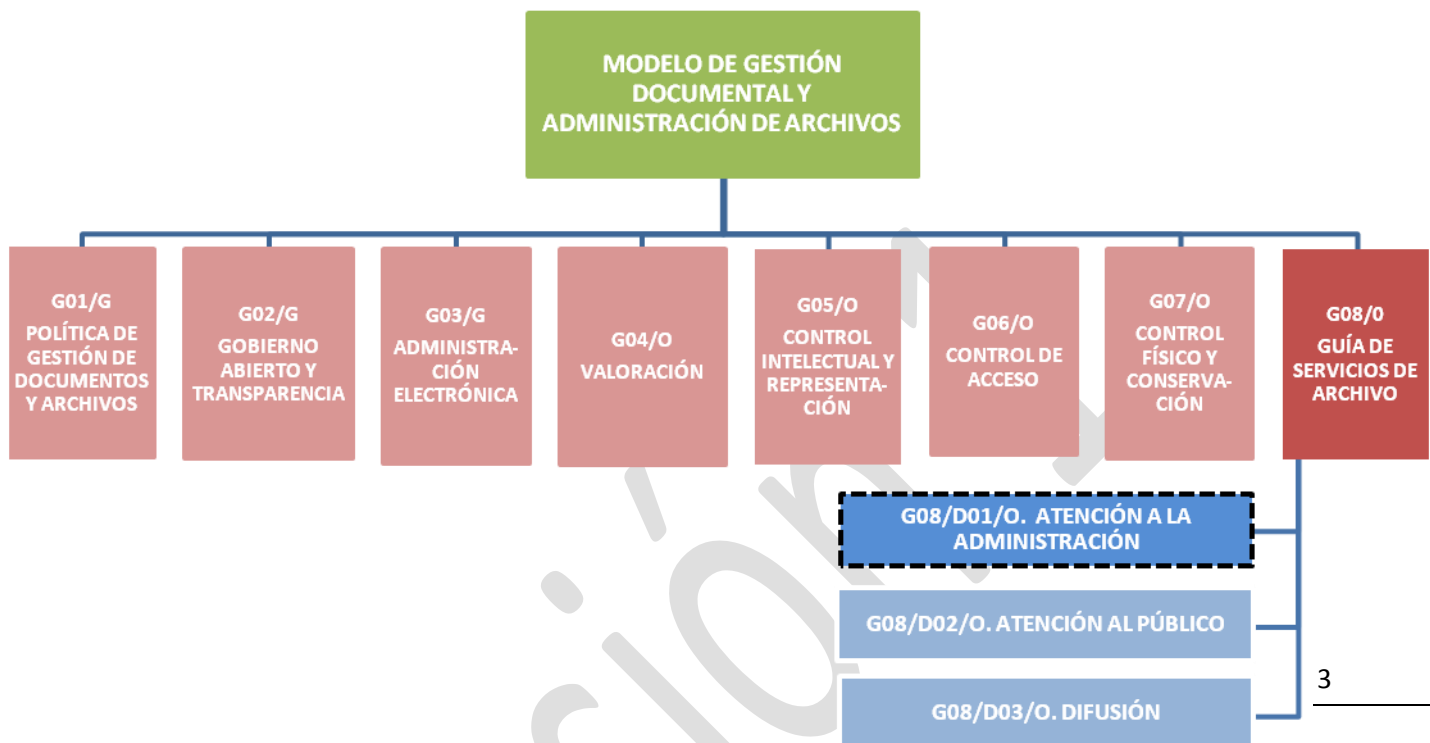 MODELO DE GESTIÓN
DOCUMENTAL Y
ADMINISTRACIÓN DE ARCHIVOS
G01/G
POLÍTICA DE
GESTIÓN DE
DOCUMENTOS
Y ARCHIVOS
G02/G
GOBIERNO
ABIERTO Y
TRANSPARENCIA
G03/G
ADMINISTRA-
CIÓN
ELECTRÓNICA
G04/O
VALORACIÓN
G05/O
CONTROL
INTELECTUAL Y
REPRESENTA-
CIÓN
G06/O
CONTROL DE
ACCESO
G07/O
CONTROL
FÍSICO Y
CONSERVA-
CIÓN
G08/0
GUÍA DE
SERVICIOS DE
ARCHIVO
G08/D01/O. ATENCIÓN A LA
ADMINISTRACIÓN
G08/D02/O. ATENCIÓN AL PÚBLICO
G08/D03/O. DIFUSIÓN
3